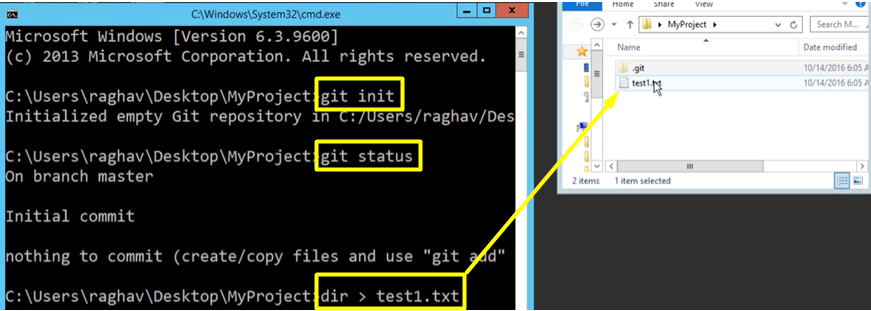 C:\Windows\System32\cmd.exe
Microsoft Windows [Version 6.3.9600]
(c) 2013 Microsoft Corporation. All rights reserved.
C:\Users\raghav\Desktop\MyProject>git init
Initialized empty Git repository in C:/Users/raghav/Des
C:\Users\raghav\Desktop\MyProject>git status
On branch master
Initial commit
nothing to commit (create/copy files and use "git add"
C:\Users\raghav\Desktop\MyProject>dir > test1.txt
File Home Share View
MyProject
Search M...
Name Date modified
.git 10/14/2016 6:05 A
test1.txt 10/14/2016 6:05 A
2 items 1 item selected